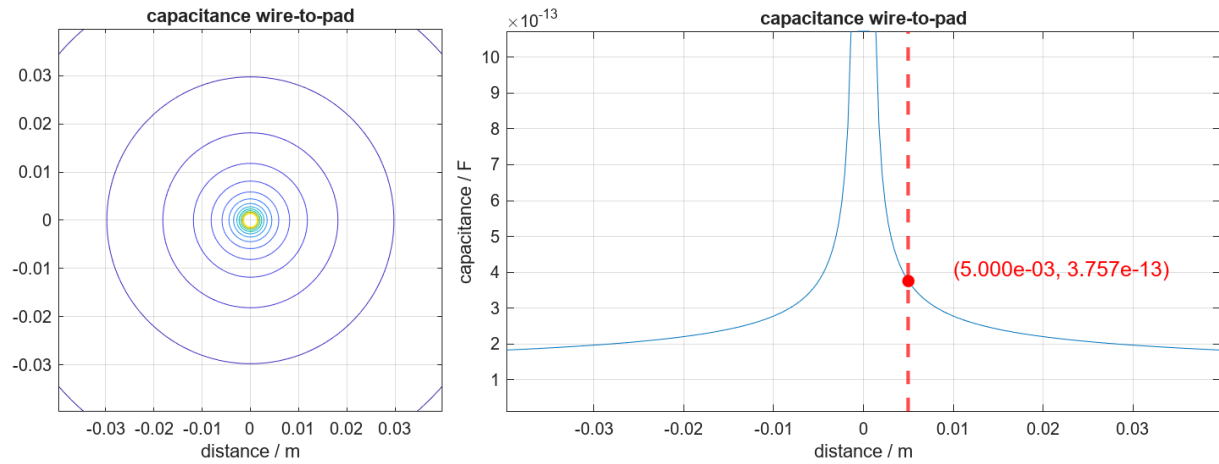 capacitance wire-to-pad
0.03
0.02
0.01
0
-0.01
-0.02
-0.03
-0.03 -0.02 -0.01 0 0.01 0.02 0.03
distance / m
capacitance wire-to-pad
×10⁻¹³
10
9
8
7
6
5
4
3
2
1
capacitance / F
(5.000e-03, 3.757e-13)
-0.03 -0.02 -0.01 0 0.01 0.02 0.03
distance / m